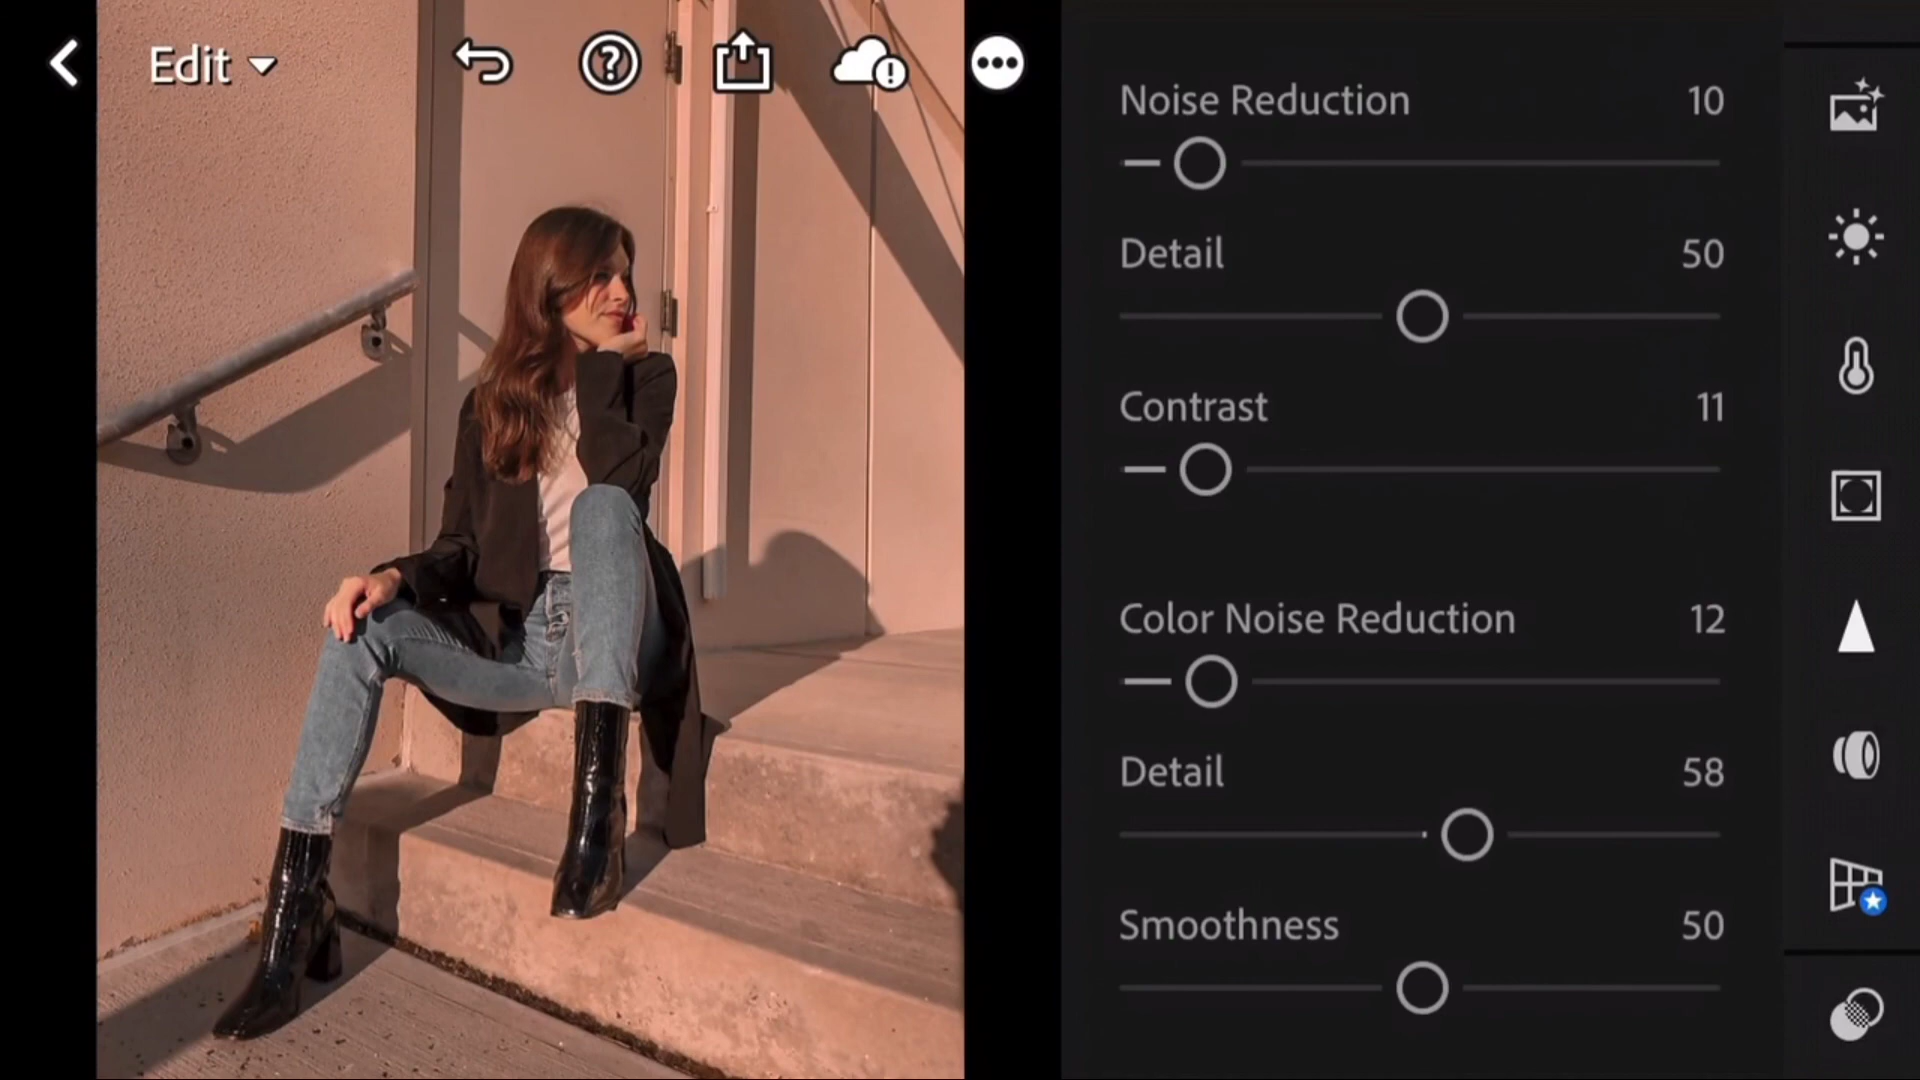 Edit
Noise Reduction 10
Detail 50
Contrast 11
Color Noise Reduction 12
Detail 58
Smoothness 50